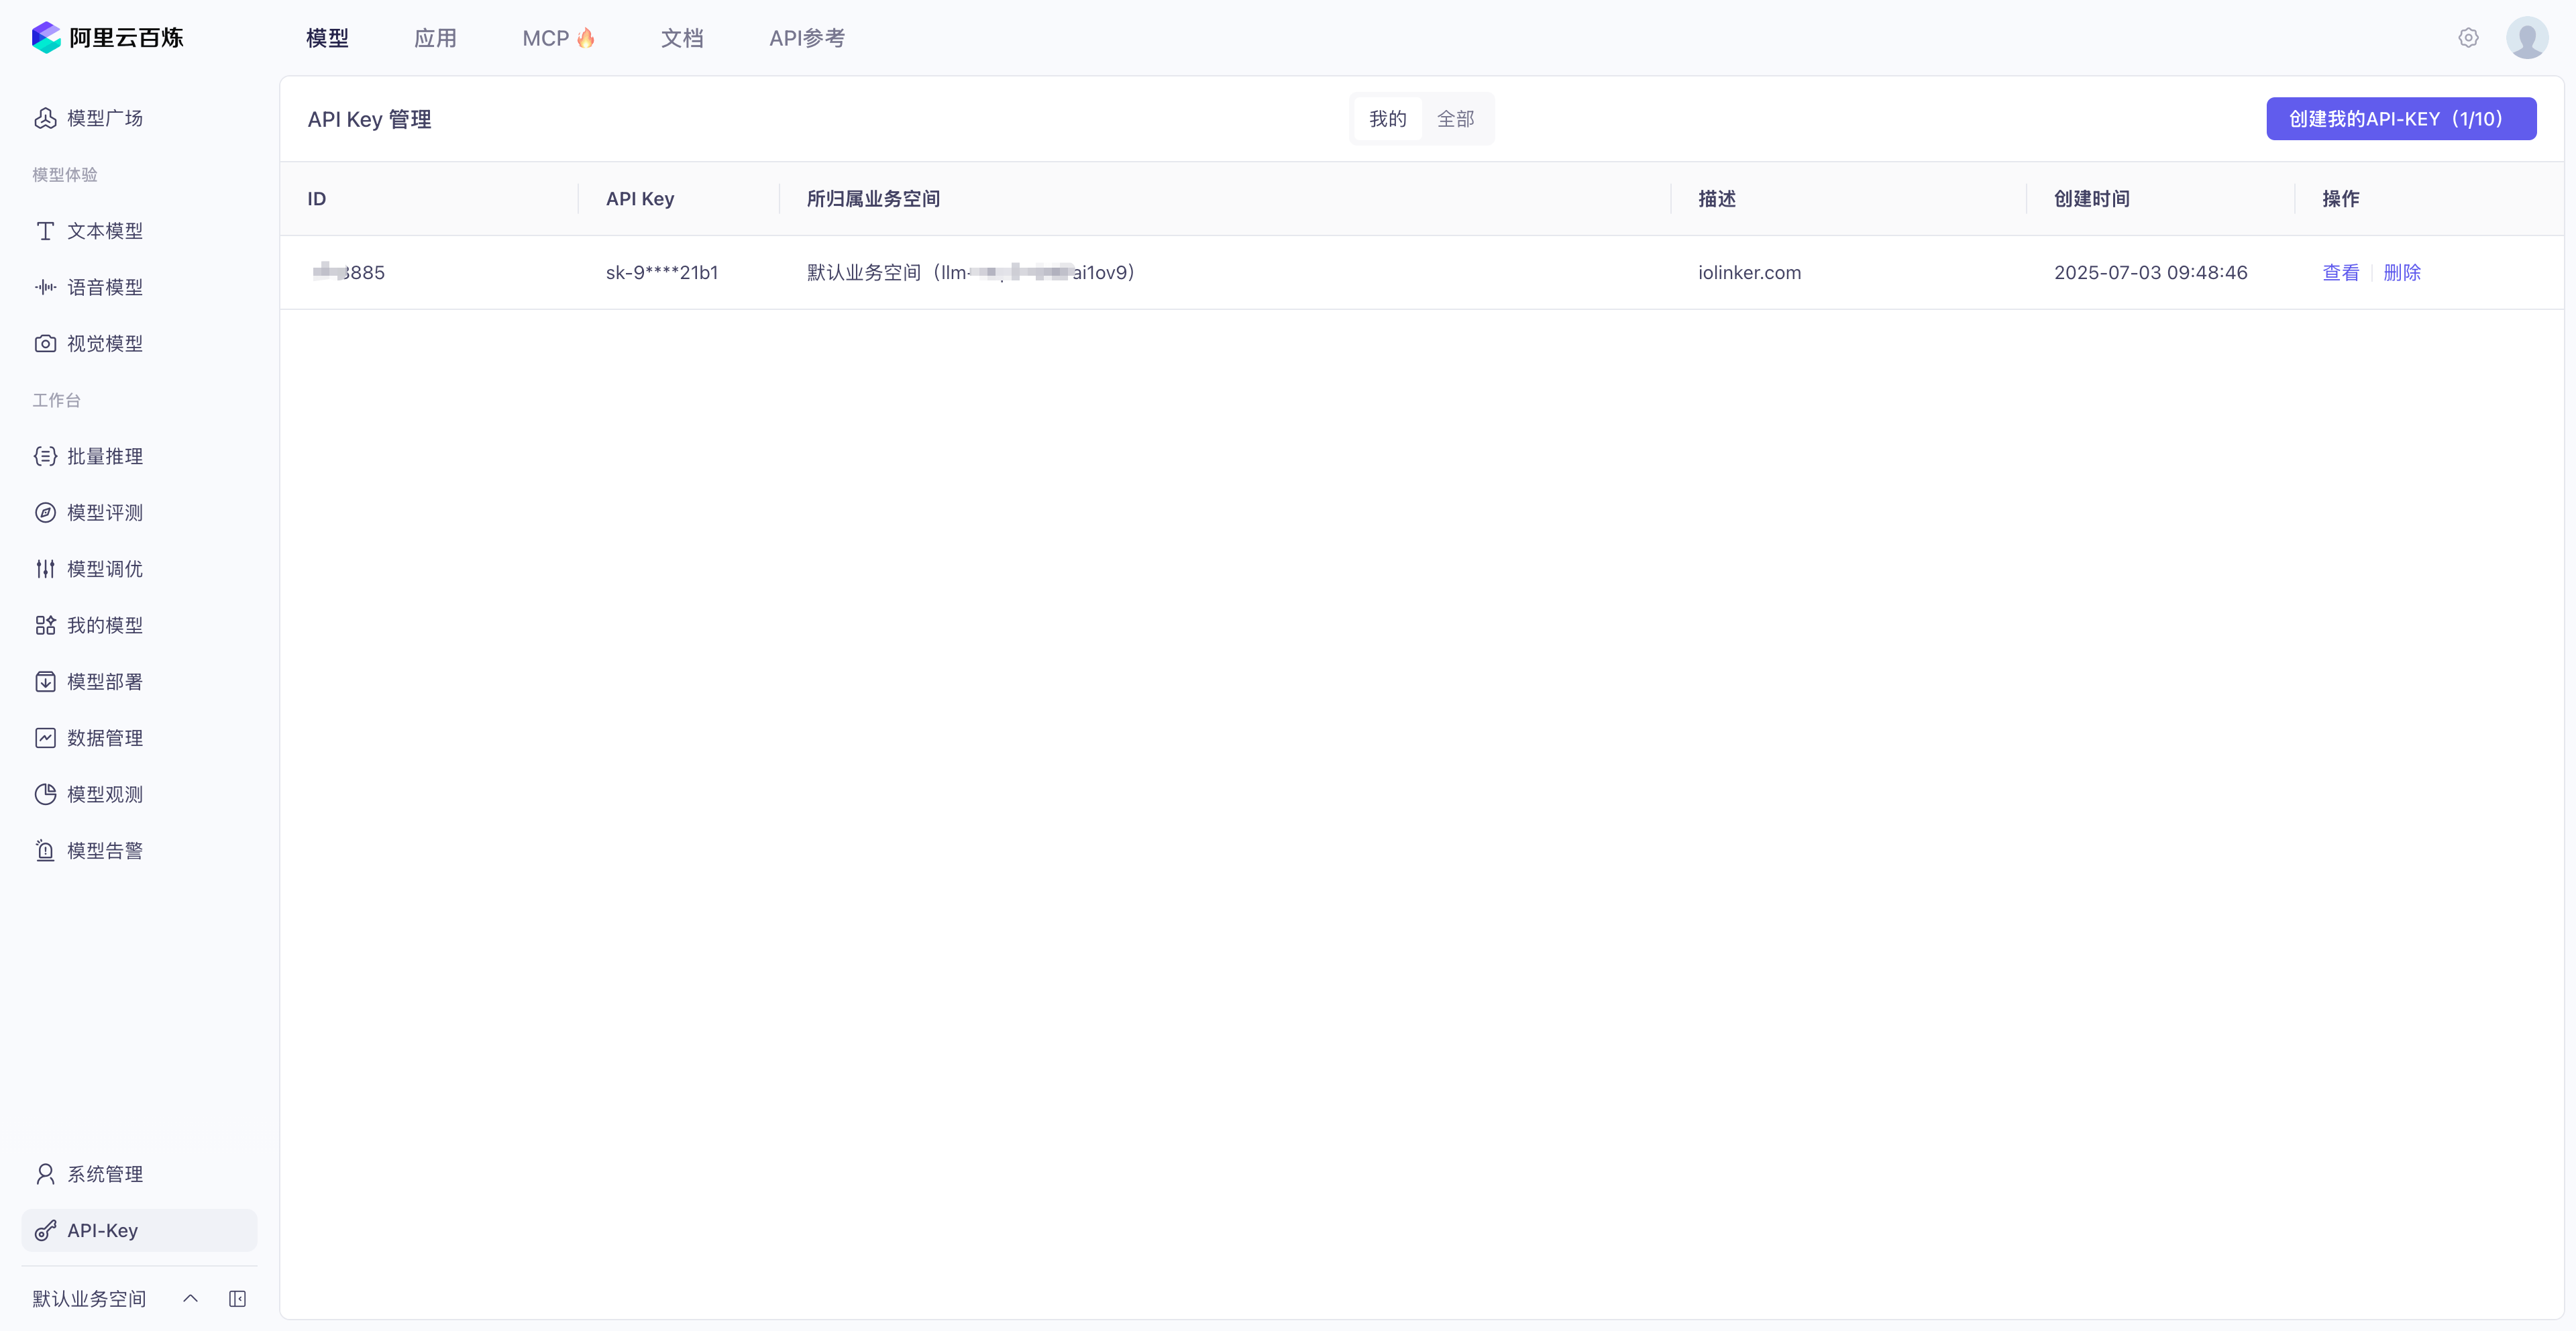 阿里云百炼
模型 应用 MCP 文档 API参考
模型广场
模型体验
文本模型
语音模型
视觉模型
工作台
批量推理
模型评测
模型调优
我的模型
模型部署
数据管理
模型观测
模型告警
系统管理
API-Key
默认业务空间
API Key 管理 我的 全部 创建我的API-KEY（1/10）
ID API Key 所归属业务空间 描述 创建时间 操作
885 sk-9****21b1 默认业务空间（llm- ai1ov9） iolinker.com 2025-07-03 09:48:46 查看 删除